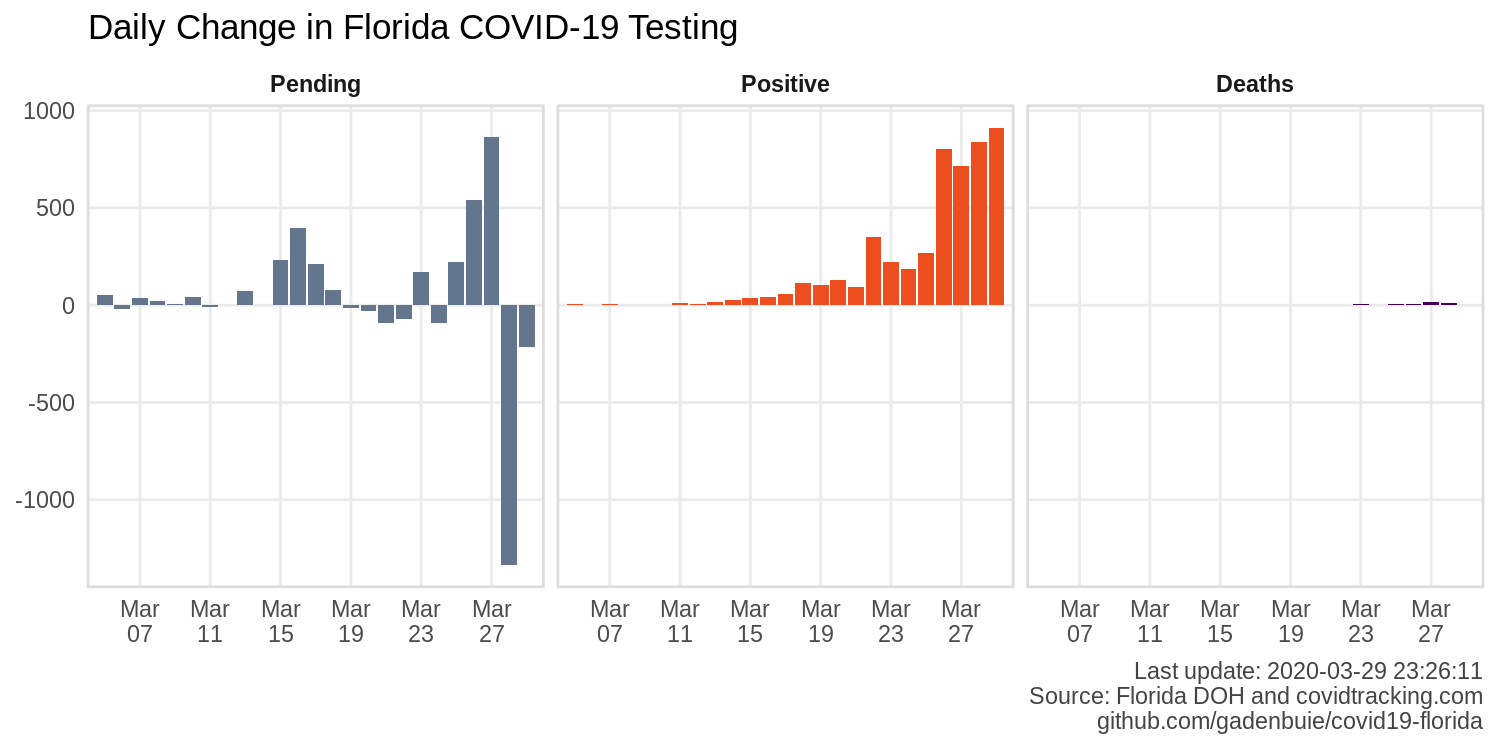 Daily Change in Florida COVID-19 Testing
Pending Positive Deaths
1000
500
0
-500
-1000
Mar Mar Mar Mar Mar Mar Mar Mar Mar Mar Mar Mar Mar Mar Mar Mar Mar Mar
07 11 15 19 23 27 07 11 15 19 23 27 07 11 15 19 23 27
Last update: 2020-03-29 23:26:11
Source: Florida DOH and covidtracking.com
github.com/gadenbuie/covid19-florida